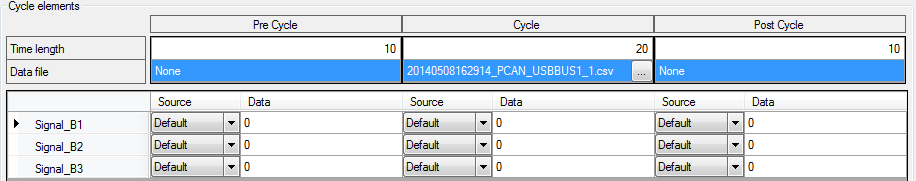 Cycle elements
Pre Cycle Cycle Post Cycle
Time length 10 20 10
Data file None 20140508162914_PCAN_USBBUS1_1.csv ... None
Source Data Source Data Source Data
Signal_B1 Default 0 Default 0 Default 0
Signal_B2 Default 0 Default 0 Default 0
Signal_B3 Default 0 Default 0 Default 0